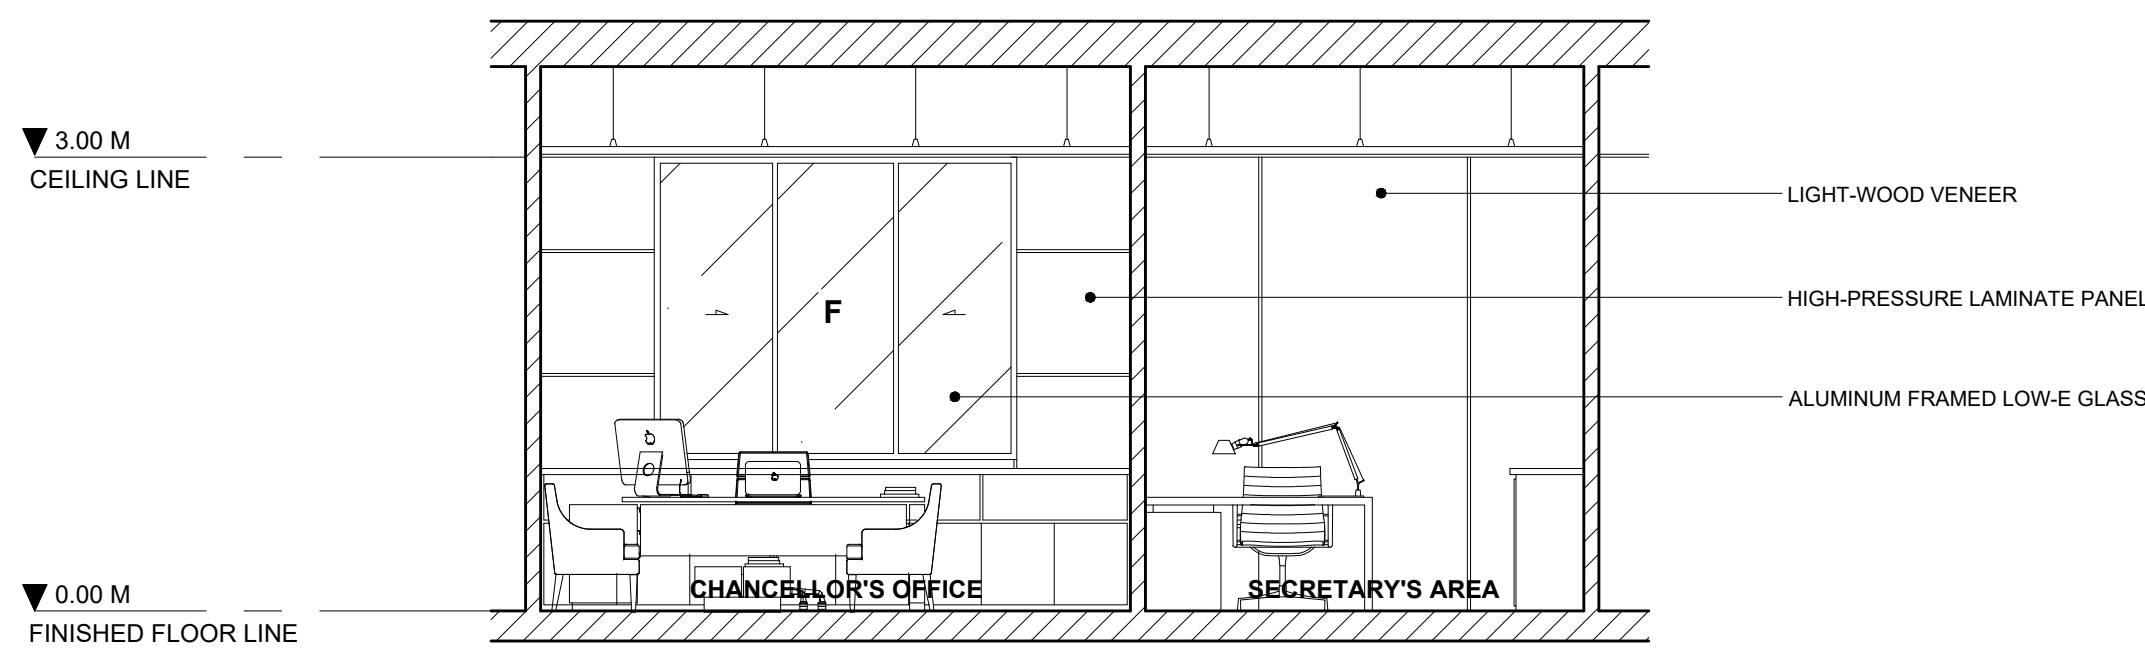 3.00 M
CEILING LINE
LIGHT-WOOD VENEER
HIGH-PRESSURE LAMINATE PANEL
F
ALUMINUM FRAMED LOW-E GLASS
CHANCELLOR'S OFFICE
SECRETARY'S AREA
0.00 M
FINISHED FLOOR LINE